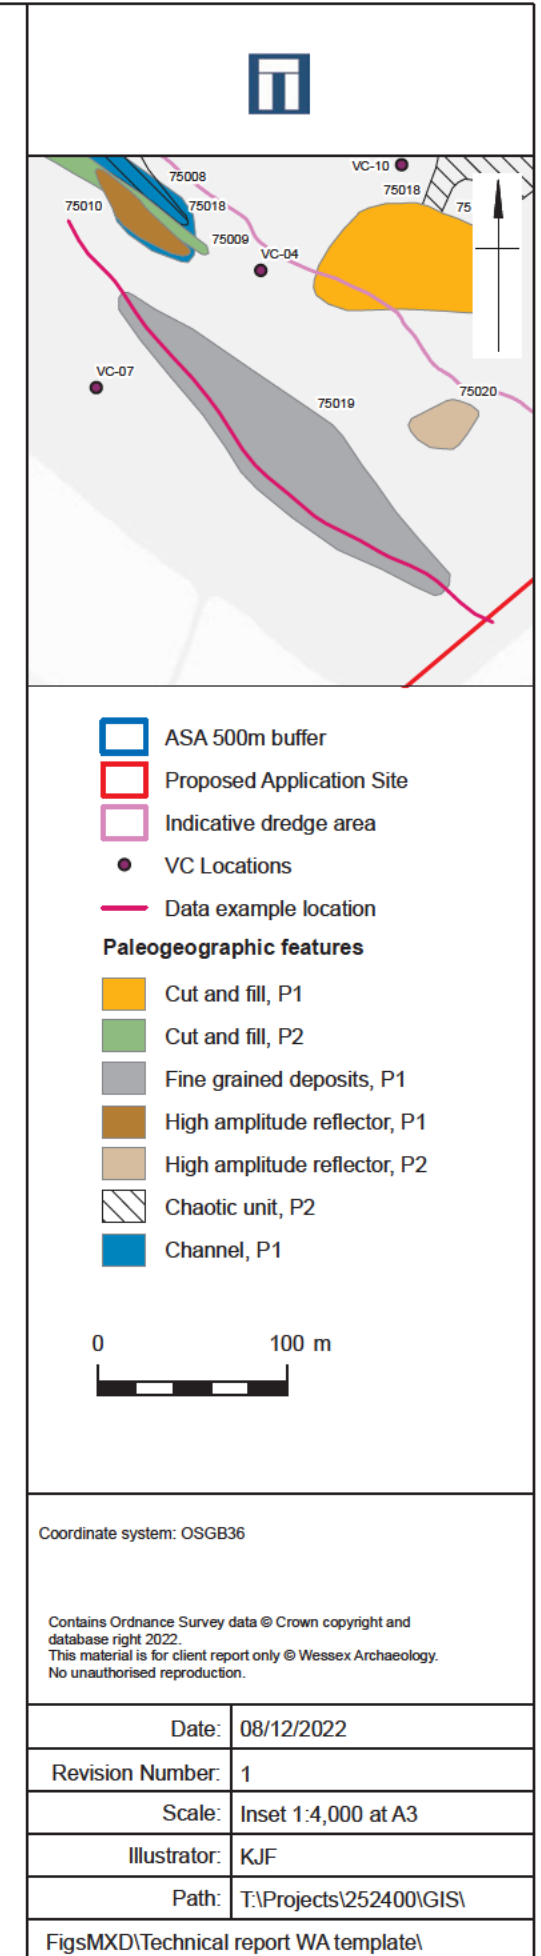 VC-10
75008
75018
75010
75018
75
75009
VC-04
VC-07
75020
75019
ASA 500m buffer
Proposed Application Site
Indicative dredge area
VC Locations
Data example location
Paleogeographic features
Cut and fill, P1
Cut and fill, P2
Fine grained deposits, P1
High amplitude reflector, P1
High amplitude reflector, P2
Chaotic unit, P2
Channel, P1
0 100 m
Coordinate system: OSGB36
Contains Ordnance Survey data © Crown copyright and
database right 2022.
This material is for client report only © Wessex Archaeology.
No unauthorised reproduction.
Date: 08/12/2022
Revision Number: 1
Scale: Inset 1:4,000 at A3
Illustrator: KJF
Path: T:\Projects\252400\GIS\
FigsMXD\Technical report WA template\